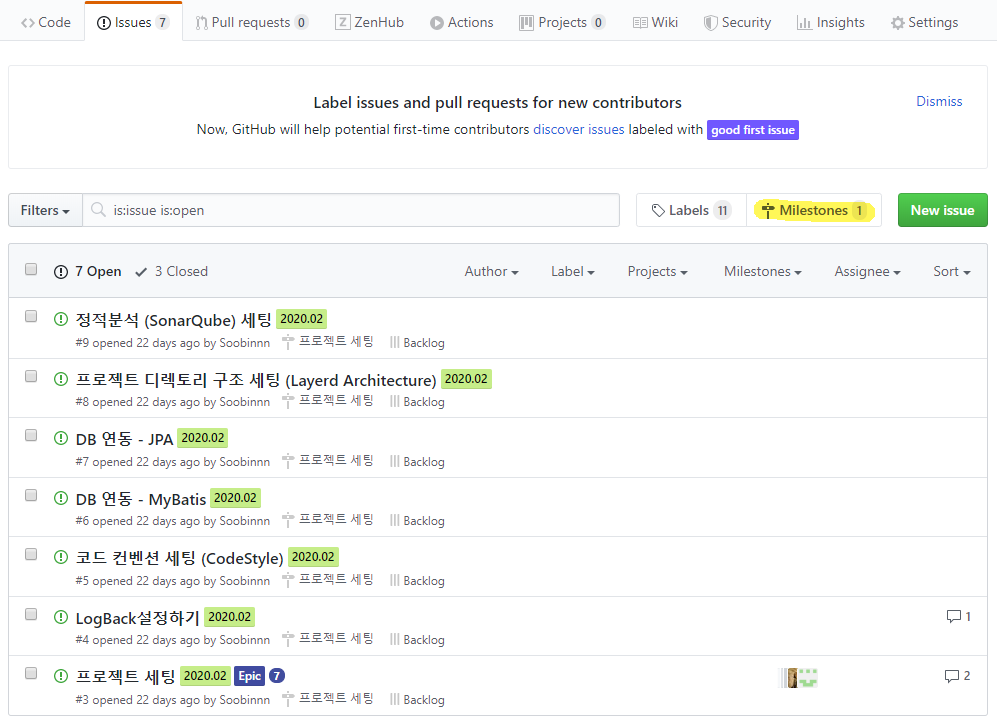 Code Issues 7 Pull requests 0 ZenHub Actions Projects 0 Wiki Security Insights Settings
Label issues and pull requests for new contributors
Dismiss
Now, GitHub will help potential first-time contributors discover issues labeled with good first issue
Filters is:issue is:open Labels 11 Milestones 1 New issue
7 Open 3 Closed Author Label Projects Milestones Assignee Sort
정적분석 (SonarQube) 세팅 2020.02
#9 opened 22 days ago by Soobinnn 프로젝트 세팅 Backlog
프로젝트 디렉토리 구조 세팅 (Layerd Architecture) 2020.02
#8 opened 22 days ago by Soobinnn 프로젝트 세팅 Backlog
DB 연동 - JPA 2020.02
#7 opened 22 days ago by Soobinnn 프로젝트 세팅 Backlog
DB 연동 - MyBatis 2020.02
#6 opened 22 days ago by Soobinnn 프로젝트 세팅 Backlog
코드 컨벤션 세팅 (CodeStyle) 2020.02
#5 opened 22 days ago by Soobinnn 프로젝트 세팅 Backlog
LogBack설정하기 2020.02 1
#4 opened 22 days ago by Soobinnn 프로젝트 세팅 Backlog
프로젝트 세팅 2020.02 Epic 7 2
#3 opened 22 days ago by Soobinnn 프로젝트 세팅 Backlog